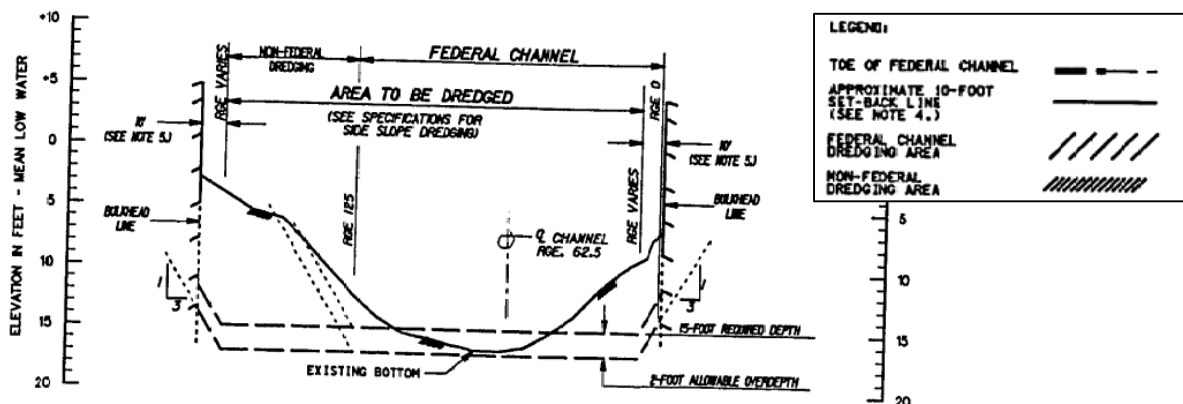 +10
+5
0
5
10
15
20
ELEVATION IN FEET - MEAN LOW WATER
RGE VARIES
NON-FEDERAL
DREDGING
FEDERAL CHANNEL
AREA TO BE DREDGED
(SEE SPECIFICATIONS FOR
SIDE SLOPE DREDGING)
RGE 0
10'
(SEE NOTE 5.)
10'
(SEE NOTE 5.)
BULKHEAD
LINE
RGE 125
℄ CHANNEL
RGE. 62.5
RGE VARIES
BULKHEAD
LINE
1
3
1
3
15-FOOT REQUIRED DEPTH
EXISTING BOTTOM
2-FOOT ALLOWABLE OVERDEPTH
5
10
15
20
LEGEND:
TOE OF FEDERAL CHANNEL
APPROXIMATE 10-FOOT
SET-BACK LINE
(SEE NOTE 4.)
FEDERAL CHANNEL
DREDGING AREA
NON-FEDERAL
DREDGING AREA